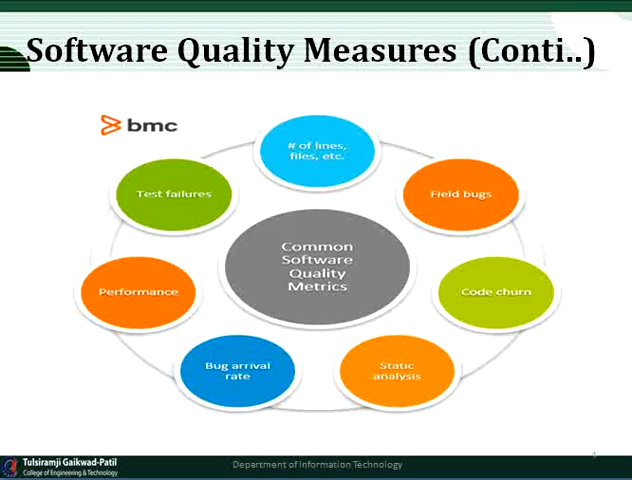 Software Quality Measures (Conti..)
bmc
# of lines,
files, etc.
Test failures
Field bugs
Common
Software
Quality
Metrics
Performance
Code churn
Bug arrival
rate
Static
analysis
4
Tulsiramji Gaikwad-Patil
College of Engineering & Technology
Department of Information Technology